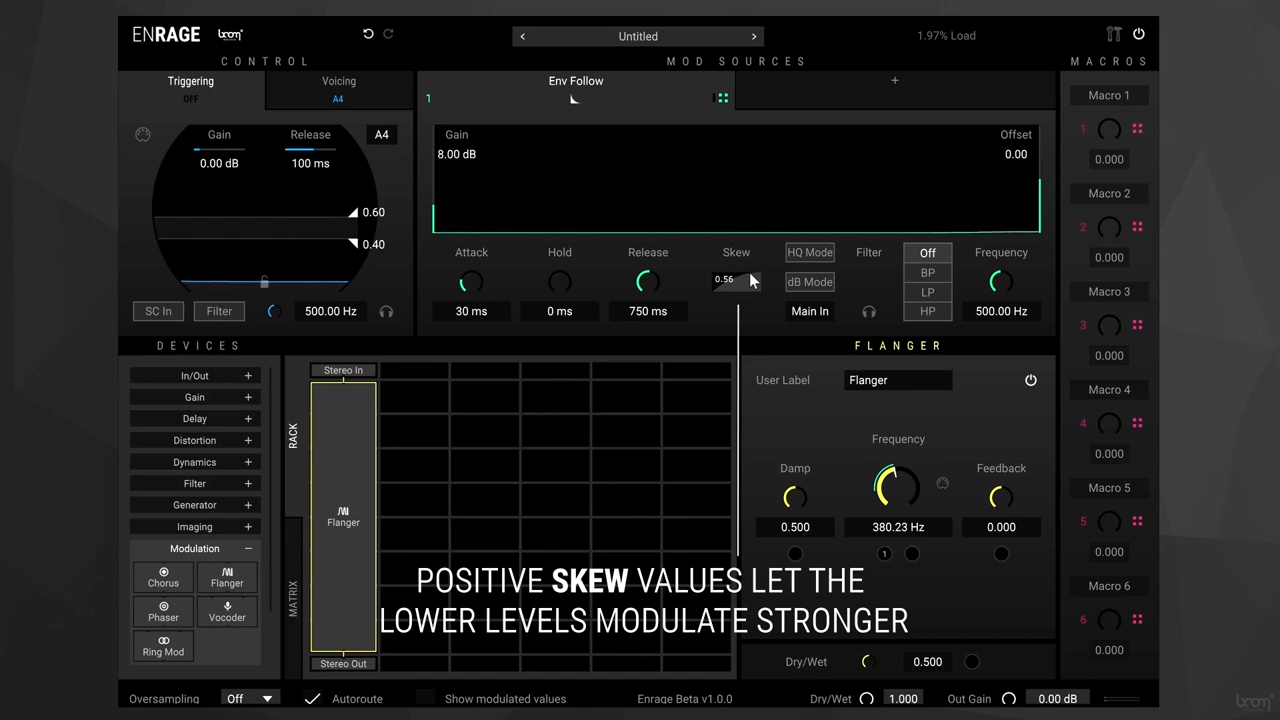 ENRAGE
boom
<
Untitled
>
1.97% Load
CONTROL
MOD SOURCES
MACROS
Triggering
OFF
Voicing
A4
1
Env Follow
+
Gain
0.00 dB
Release
100 ms
A4
0.60
0.40
SC In
Filter
500.00 Hz
Gain
8.00 dB
Offset
0.00
Attack
30 ms
Hold
0 ms
Release
750 ms
Skew
0.56
HQ Mode
dB Mode
Main In
Filter
Off
BP
LP
HP
Frequency
500.00 Hz
Macro 1
1
0.000
Macro 2
2
0.000
Macro 3
3
0.000
Macro 4
4
0.000
Macro 5
5
0.000
Macro 6
6
0.000
DEVICES
In/Out +
Gain +
Delay +
Distortion +
Dynamics +
Filter +
Generator +
Imaging +
Modulation −
Chorus
Flanger
Phaser
Vocoder
Ring Mod
RACK
MATRIX
Stereo In
Flanger
Stereo Out
FLANGER
User Label
Flanger
Frequency
Damp
Feedback
0.500
380.23 Hz
0.000
1
POSITIVE SKEW VALUES LET THE
LOWER LEVELS MODULATE STRONGER
Dry/Wet
0.500
Oversampling
Off
Autoroute
Show modulated values
Enrage Beta v1.0.0
Dry/Wet
1.000
Out Gain
0.00 dB
boom